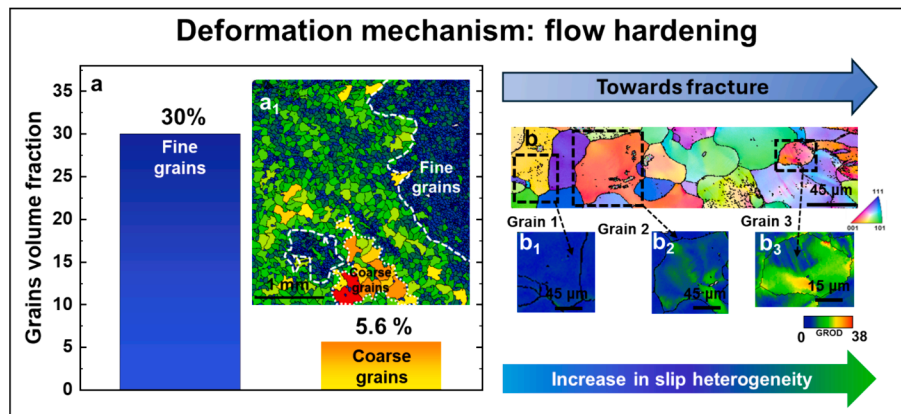 Deformation mechanism: flow hardening
Grains volume fraction
35
30
25
20
15
10
5
0
a
30%
Fine
grains
a1
Fine
grains
Coarse
grains
1 mm
5.6 %
Coarse
grains
Towards fracture
b
45 μm
111
001 101
Grain 1
Grain 2
Grain 3
b1
45 μm
b2
45 μm
b3
15 μm
0 GROD 38
Increase in slip heterogeneity